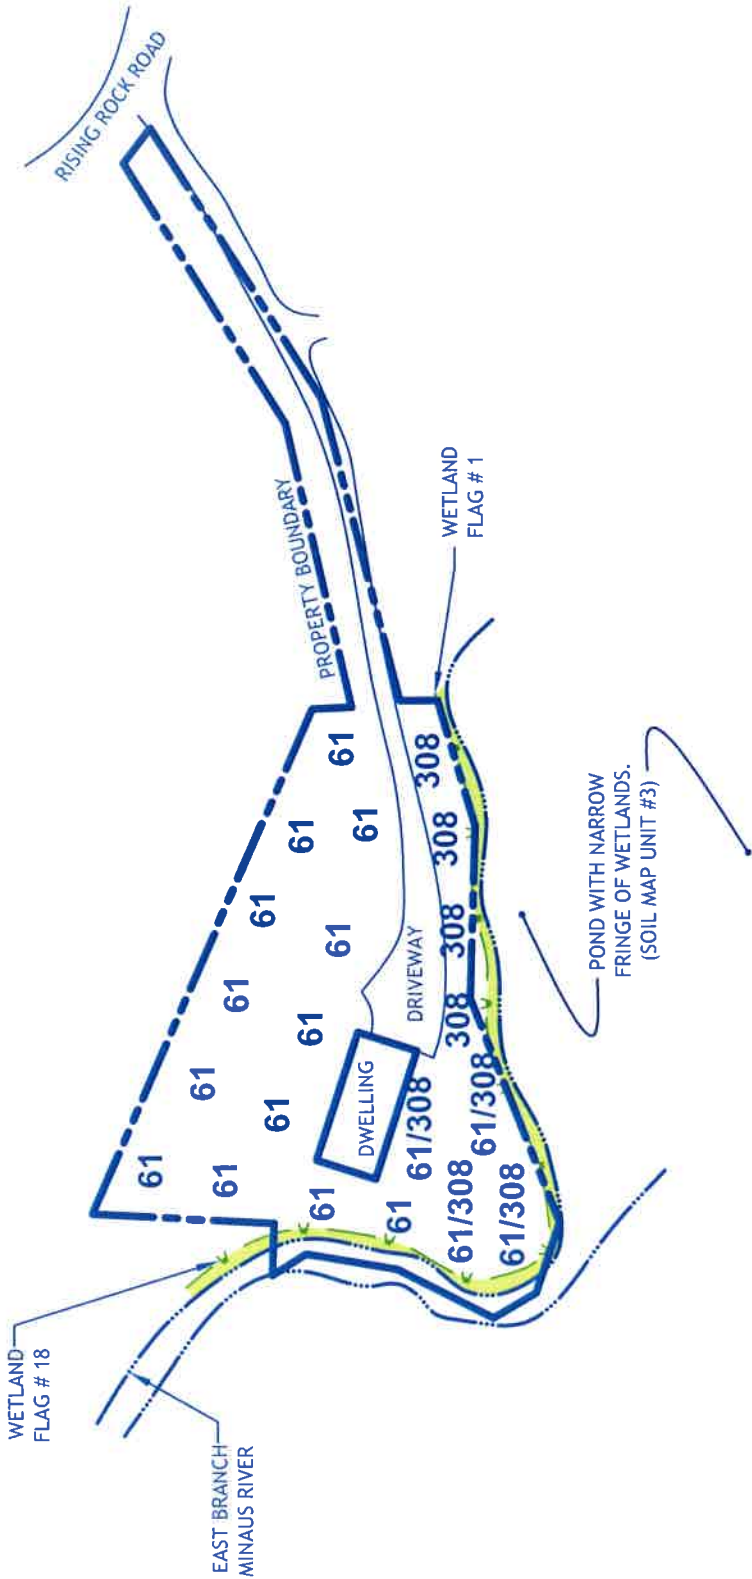 RISING ROCK ROAD
PROPERTY BOUNDARY
WETLAND
FLAG # 1
61
61
61
61
61
61
61
61
61
61
61
61
61
308
308
308
308
61/308
61/308
61/308
61/308
DRIVEWAY
DWELLING
POND WITH NARROW
FRINGE OF WETLANDS.
(SOIL MAP UNIT #3)
WETLAND
FLAG # 18
EAST BRANCH
MINAUS RIVER